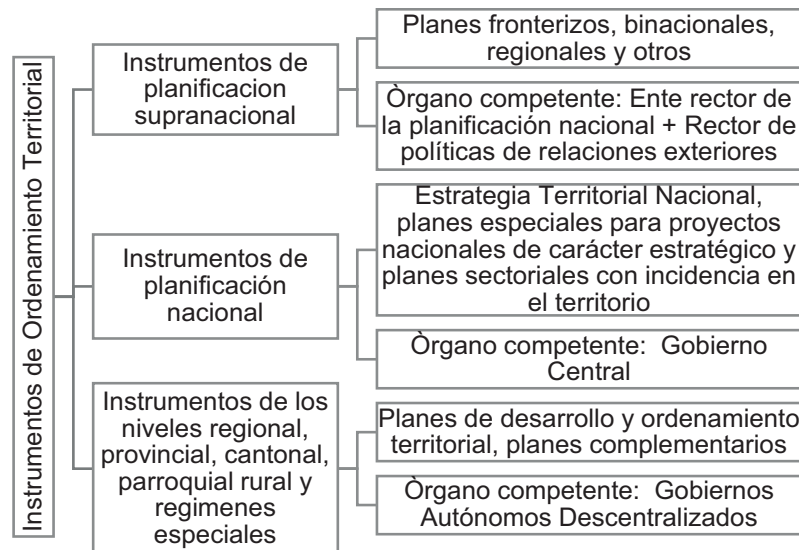 Instrumentos de Ordenamiento Territorial
Instrumentos de
planificacion
supranacional
Planes fronterizos, binacionales,
regionales y otros
Òrgano competente: Ente rector de
la planificación nacional + Rector de
políticas de relaciones exteriores
Instrumentos de
planificación
nacional
Estrategia Territorial Nacional,
planes especiales para proyectos
nacionales de carácter estratégico y
planes sectoriales con incidencia en
el territorio
Òrgano competente: Gobierno
Central
Instrumentos de los
niveles regional,
provincial, cantonal,
parroquial rural y
regimenes
especiales
Planes de desarrollo y ordenamiento
territorial, planes complementarios
Òrgano competente: Gobiernos
Autónomos Descentralizados